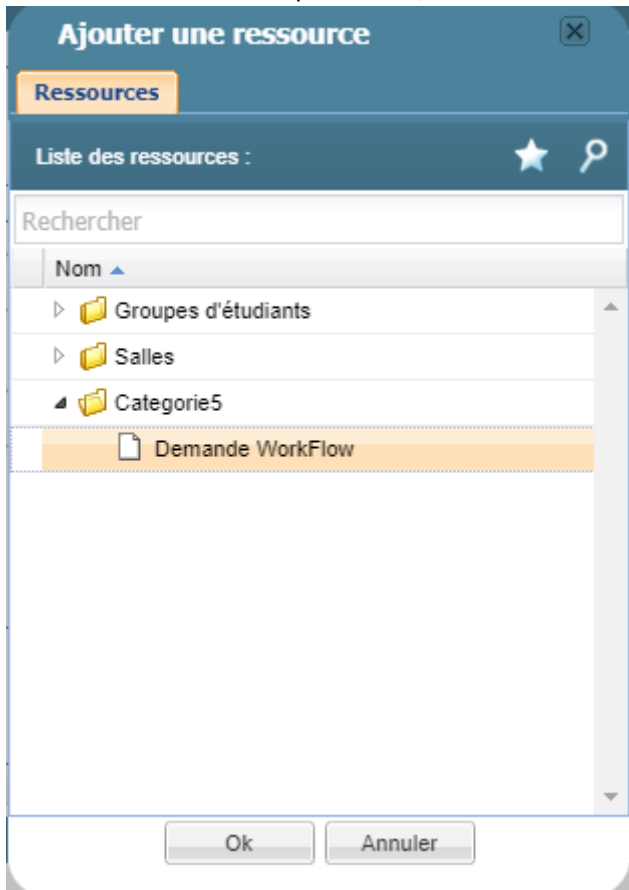 Ajouter une ressource
Ressources
Liste des ressources :
Rechercher
Nom
Groupes d'étudiants
Salles
Categorie5
Demande WorkFlow
Ok Annuler